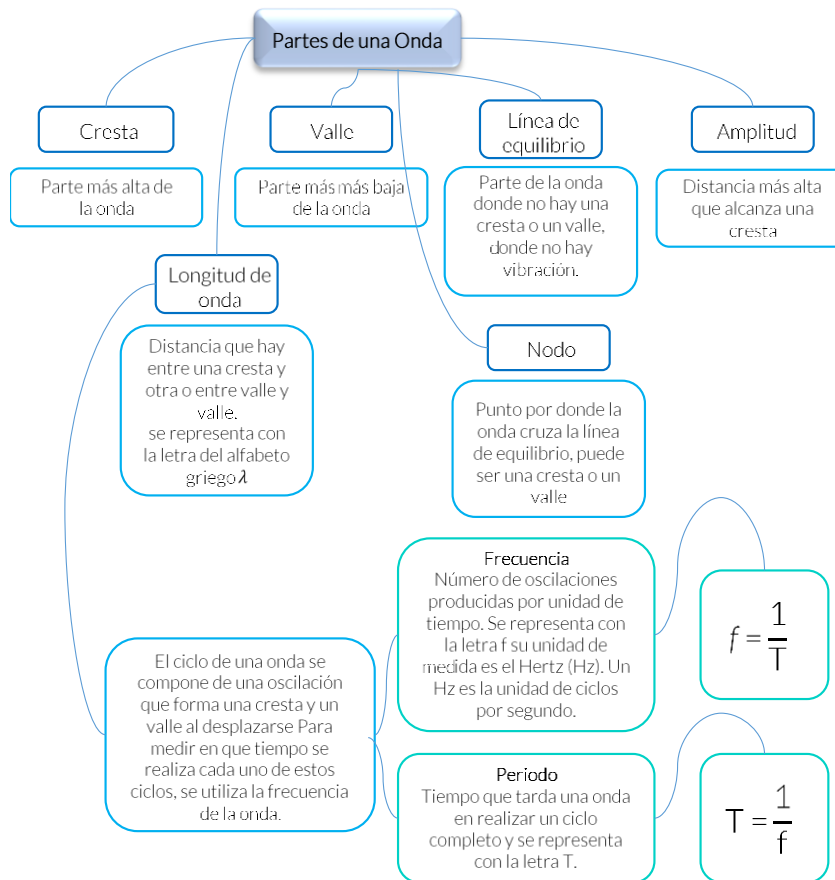 Partes de una Onda
Cresta
Parte más alta de
la onda
Valle
Parte más más baja
de la onda
Línea de
equilibrio
Parte de la onda
donde no hay una
cresta o un valle,
donde no hay
vibración.
Amplitud
Distancia más alta
que alcanza una
cresta
Longitud de
onda
Distancia que hay
entre una cresta y
otra o entre valle y
valle.
se representa con
la letra del alfabeto
griego λ
Nodo
Punto por donde la
onda cruza la línea
de equilibrio, puede
ser una cresta o un
valle
El ciclo de una onda se
compone de una oscilación
que forma una cresta y un
valle al desplazarse Para
medir en que tiempo se
realiza cada uno de estos
ciclos, se utiliza la frecuencia
de la onda.
Frecuencia
Número de oscilaciones
producidas por unidad de
tiempo. Se representa con
la letra f su unidad de
medida es el Hertz (Hz). Un
Hz es la unidad de ciclos
por segundo.
f = 1/T
Periodo
Tiempo que tarda una onda
en realizar un ciclo
completo y se representa
con la letra T.
T = 1/f